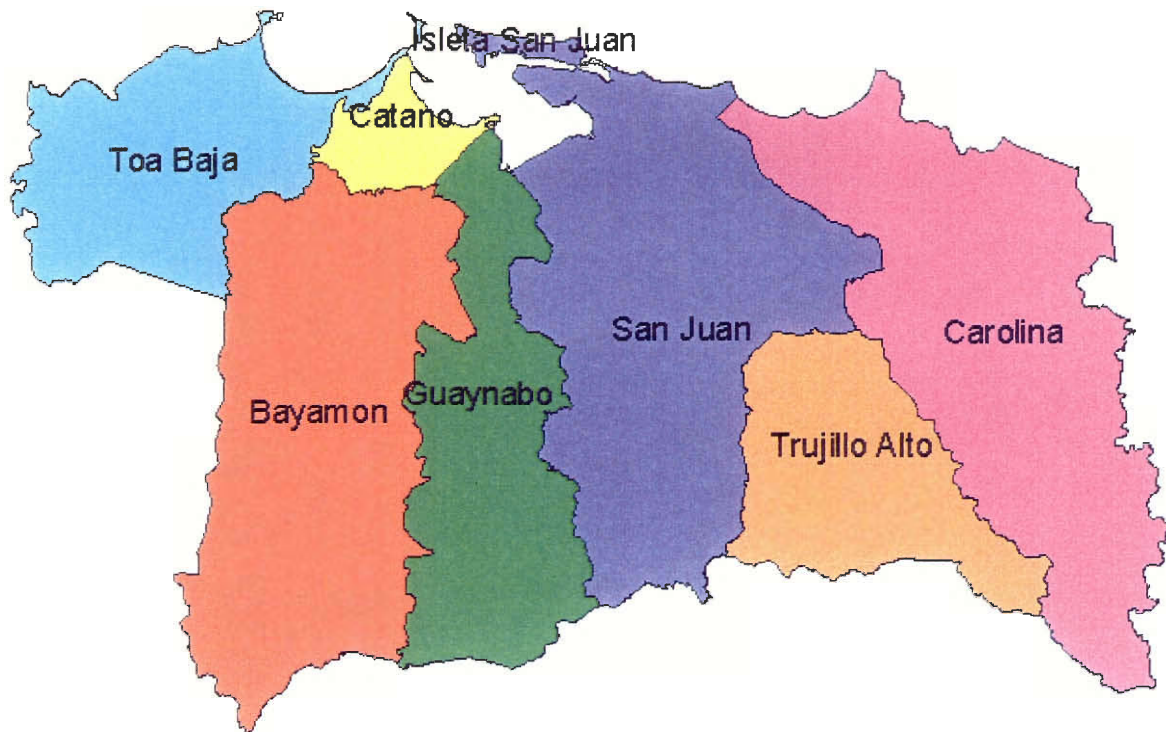 Isleta San Juan
Catano
Toa Baja
San Juan
Carolina
Guaynabo
Bayamon
Trujillo Alto